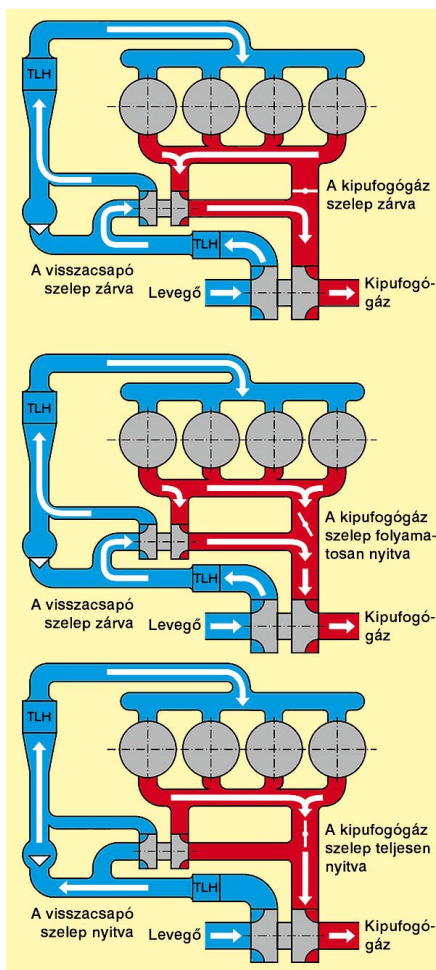 TLH
A kipufogógáz
szelep zárva
TLH
A visszacsapó
szelep zárva
Levegő
Kipufogó-
gáz
TLH
A kipufogógáz
szelep folyama-
tosan nyitva
TLH
A visszacsapó
szelep zárva
Levegő
Kipufogó-
gáz
TLH
A kipufogógáz
szelep teljesen
nyitva
TLH
A visszacsapó
szelep nyitva
Levegő
Kipufogó-
gáz